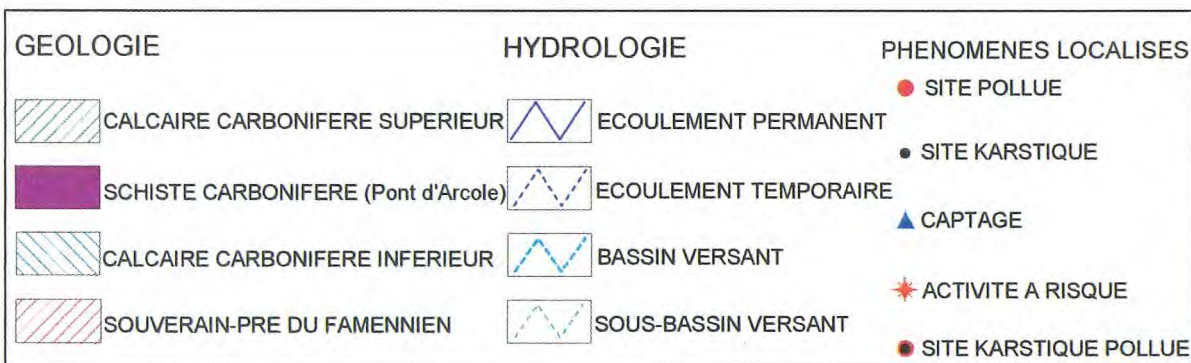 GEOLOGIE
CALCAIRE CARBONIFERE SUPERIEUR
SCHISTE CARBONIFERE (Pont d'Arcole)
CALCAIRE CARBONIFERE INFERIEUR
SOUVERAIN-PRE DU FAMENNIEN
HYDROLOGIE
ECOULEMENT PERMANENT
ECOULEMENT TEMPORAIRE
BASSIN VERSANT
SOUS-BASSIN VERSANT
PHENOMENES LOCALISES
SITE POLLUE
SITE KARSTIQUE
CAPTAGE
ACTIVITE A RISQUE
SITE KARSTIQUE POLLUE